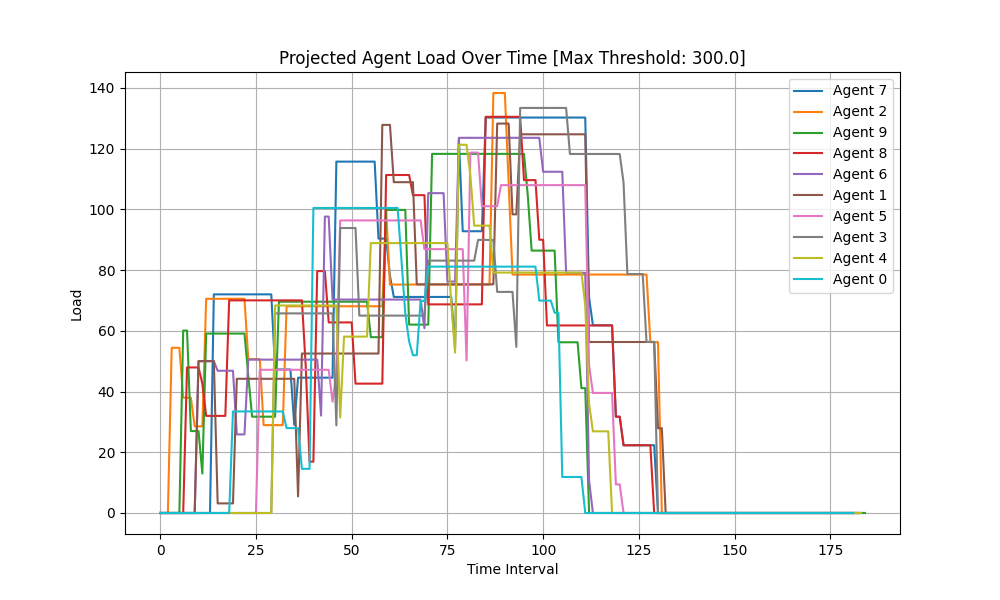 Projected Agent Load Over Time [Max Threshold: 300.0]
Load
140
120
100
80
60
40
20
0
0 25 50 75 100 125 150 175
Time Interval
Agent 7
Agent 2
Agent 9
Agent 8
Agent 6
Agent 1
Agent 5
Agent 3
Agent 4
Agent 0